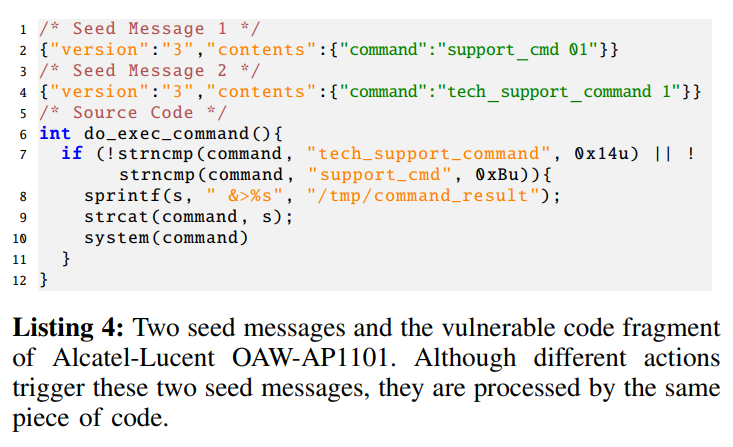 1 /* Seed Message 1 */
2 {"version":"3","contents":{"command":"support_cmd 01"}}
3 /* Seed Message 2 */
4 {"version":"3","contents":{"command":"tech_support_command 1"}}
5 /* Source Code */
6 int do_exec_command(){
7 if (!strncmp(command, "tech_support_command", 0x14u) || !
strncmp(command, "support_cmd", 0xBu)){
8 sprintf(s, " &>%s", "/tmp/command_result");
9 strcat(command, s);
10 system(command)
11 }
12 }
Listing 4: Two seed messages and the vulnerable code fragment
of Alcatel-Lucent OAW-AP1101. Although different actions
trigger these two seed messages, they are processed by the same
piece of code.